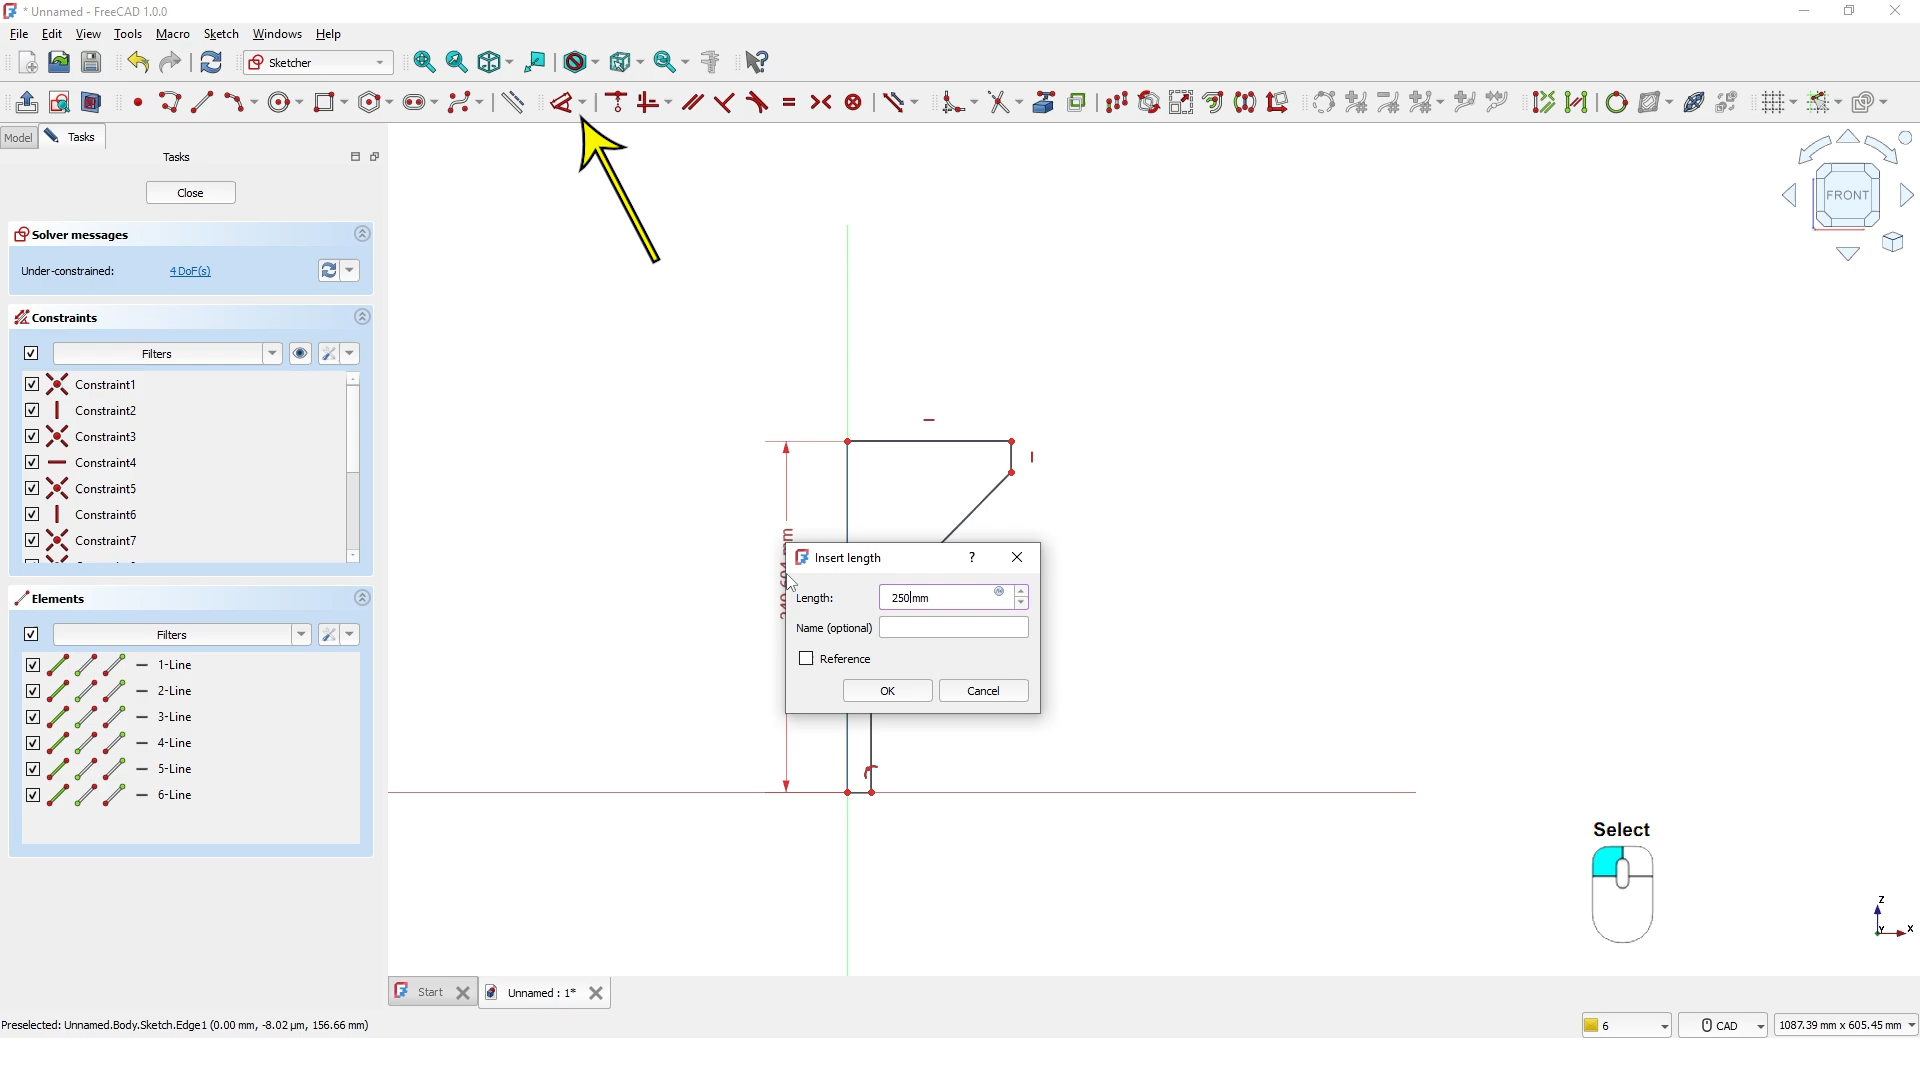 * Unnamed - FreeCAD 1.0.0
File Edit View Tools Macro Sketch Windows Help
Sketcher
Model Tasks
Tasks
Close
Solver messages
Under-constrained: 4 DoF(s)
Constraints
Filters
Constraint1
Constraint2
Constraint3
Constraint4
Constraint5
Constraint6
Constraint7
Elements
Filters
1-Line
2-Line
3-Line
4-Line
5-Line
6-Line
FRONT
Insert length
?
Length: 250 mm
Name (optional)
Reference
OK Cancel
Select
Z
Y X
Start Unnamed : 1*
Preselected: Unnamed.Body.Sketch.Edge1 (0.00 mm, -8.02 µm, 156.66 mm)
6 CAD 1087.39 mm x 605.45 mm